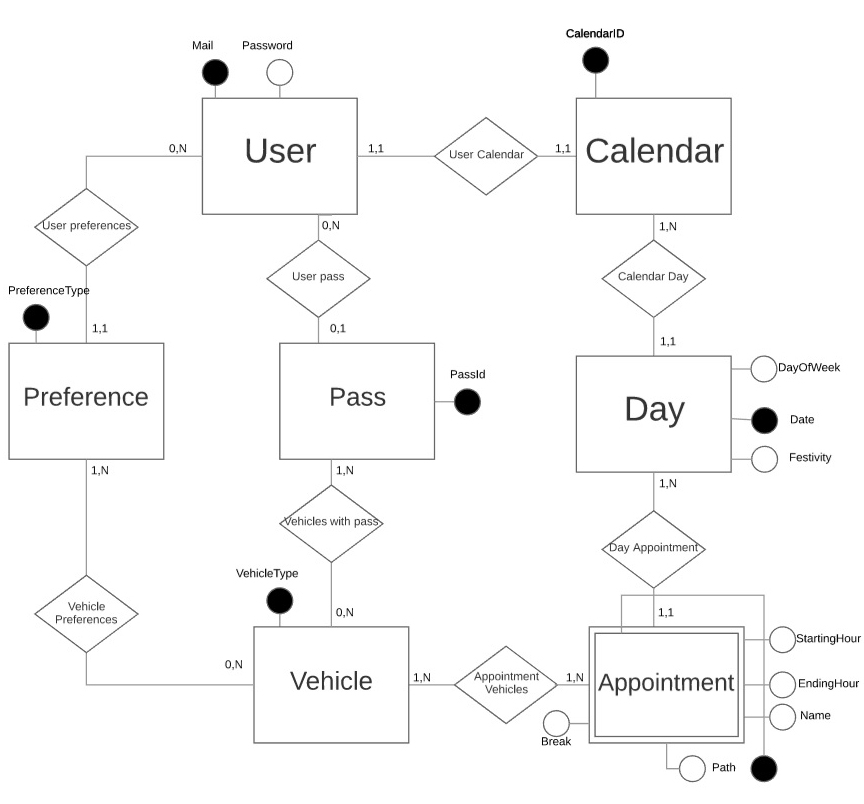 CalendarID
Mail
Password
0,N
User
1,1
User Calendar
1,1
Calendar
User preferences
0,N
1,N
User pass
Calendar Day
PreferenceType
1,1
0,1
1,1
PassId
DayOfWeek
Preference
Pass
Day
Date
Festivity
1,N
1,N
1,N
Vehicles with pass
Day Appointment
VehicleType
Vehicle
Preferences
0,N
1,1
StartingHour
0,N
1,N
Appointment
Vehicles
1,N
Vehicle
Appointment
EndingHour
Name
Break
Path